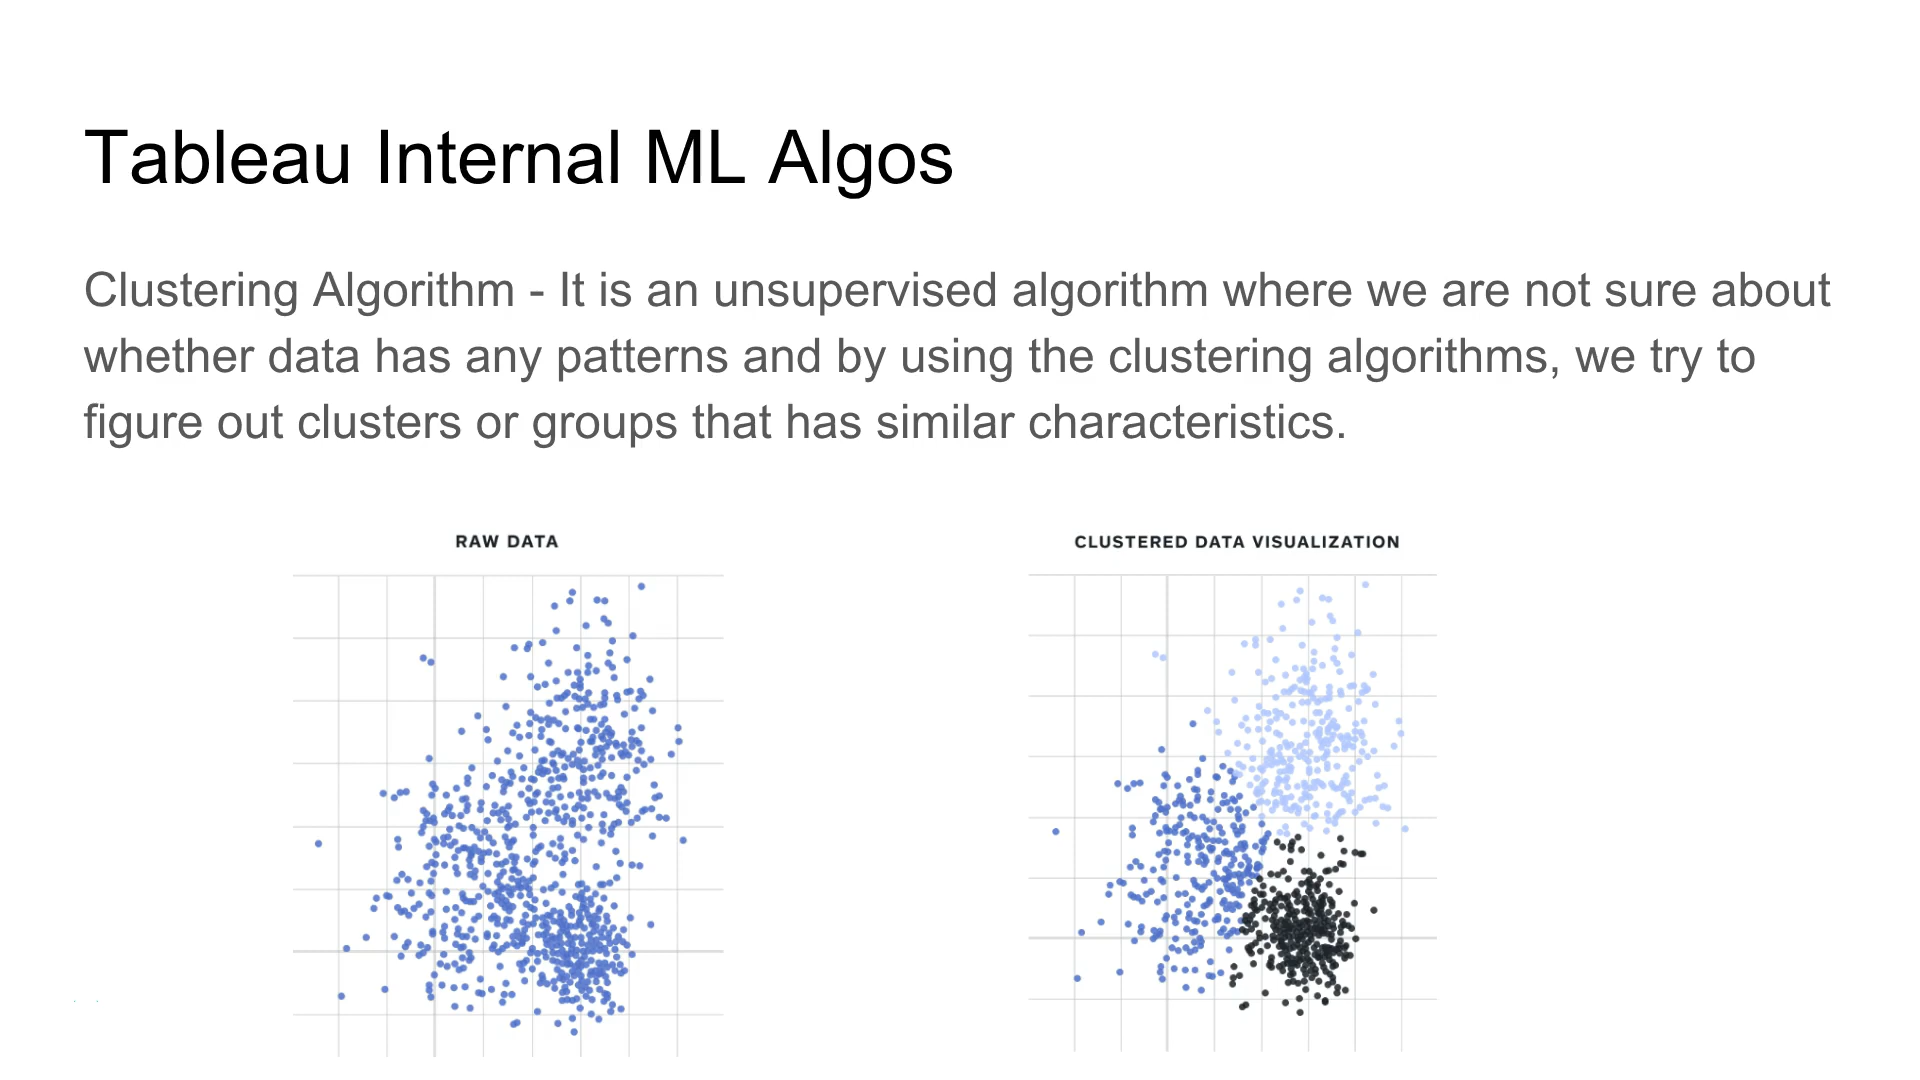 Tableau Internal ML Algos
Clustering Algorithm - It is an unsupervised algorithm where we are not sure about
whether data has any patterns and by using the clustering algorithms, we try to
figure out clusters or groups that has similar characteristics.
RAW DATA
CLUSTERED DATA VISUALIZATION